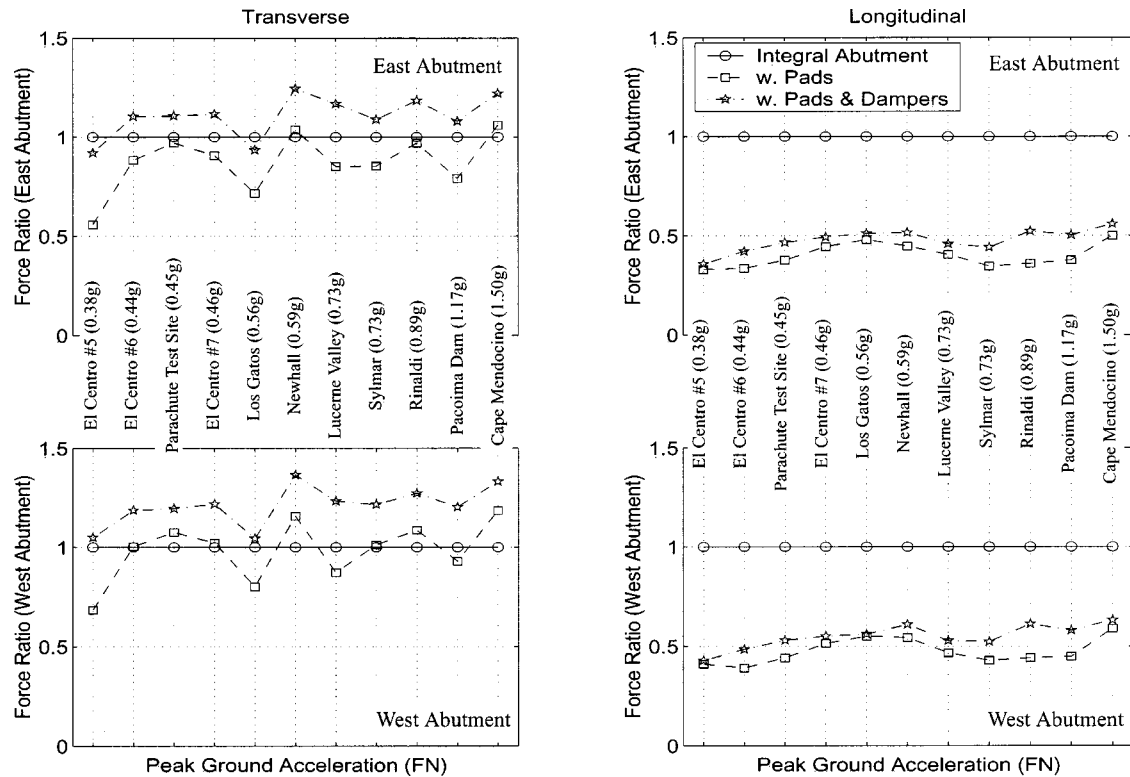 Transverse
Force Ratio (East Abutment)
1.5
1
0.5
0
East Abutment
El Centro #5 (0.38g)
El Centro #6 (0.44g)
Parachute Test Site (0.45g)
El Centro #7 (0.46g)
Los Gatos (0.56g)
Newhall (0.59g)
Lucerne Valley (0.73g)
Sylmar (0.73g)
Rinaldi (0.89g)
Pacoima Dam (1.17g)
Cape Mendocino (1.50g)
Force Ratio (West Abutment)
1.5
1
0.5
0
West Abutment
Peak Ground Acceleration (FN)
Longitudinal
Force Ratio (East Abutment)
1.5
1
0.5
0
Integral Abutment
w. Pads
w. Pads & Dampers
East Abutment
El Centro #5 (0.38g)
El Centro #6 (0.44g)
Parachute Test Site (0.45g)
El Centro #7 (0.46g)
Los Gatos (0.56g)
Newhall (0.59g)
Lucerne Valley (0.73g)
Sylmar (0.73g)
Rinaldi (0.89g)
Pacoima Dam (1.17g)
Cape Mendocino (1.50g)
Force Ratio (West Abutment)
1.5
1
0.5
0
West Abutment
Peak Ground Acceleration (FN)